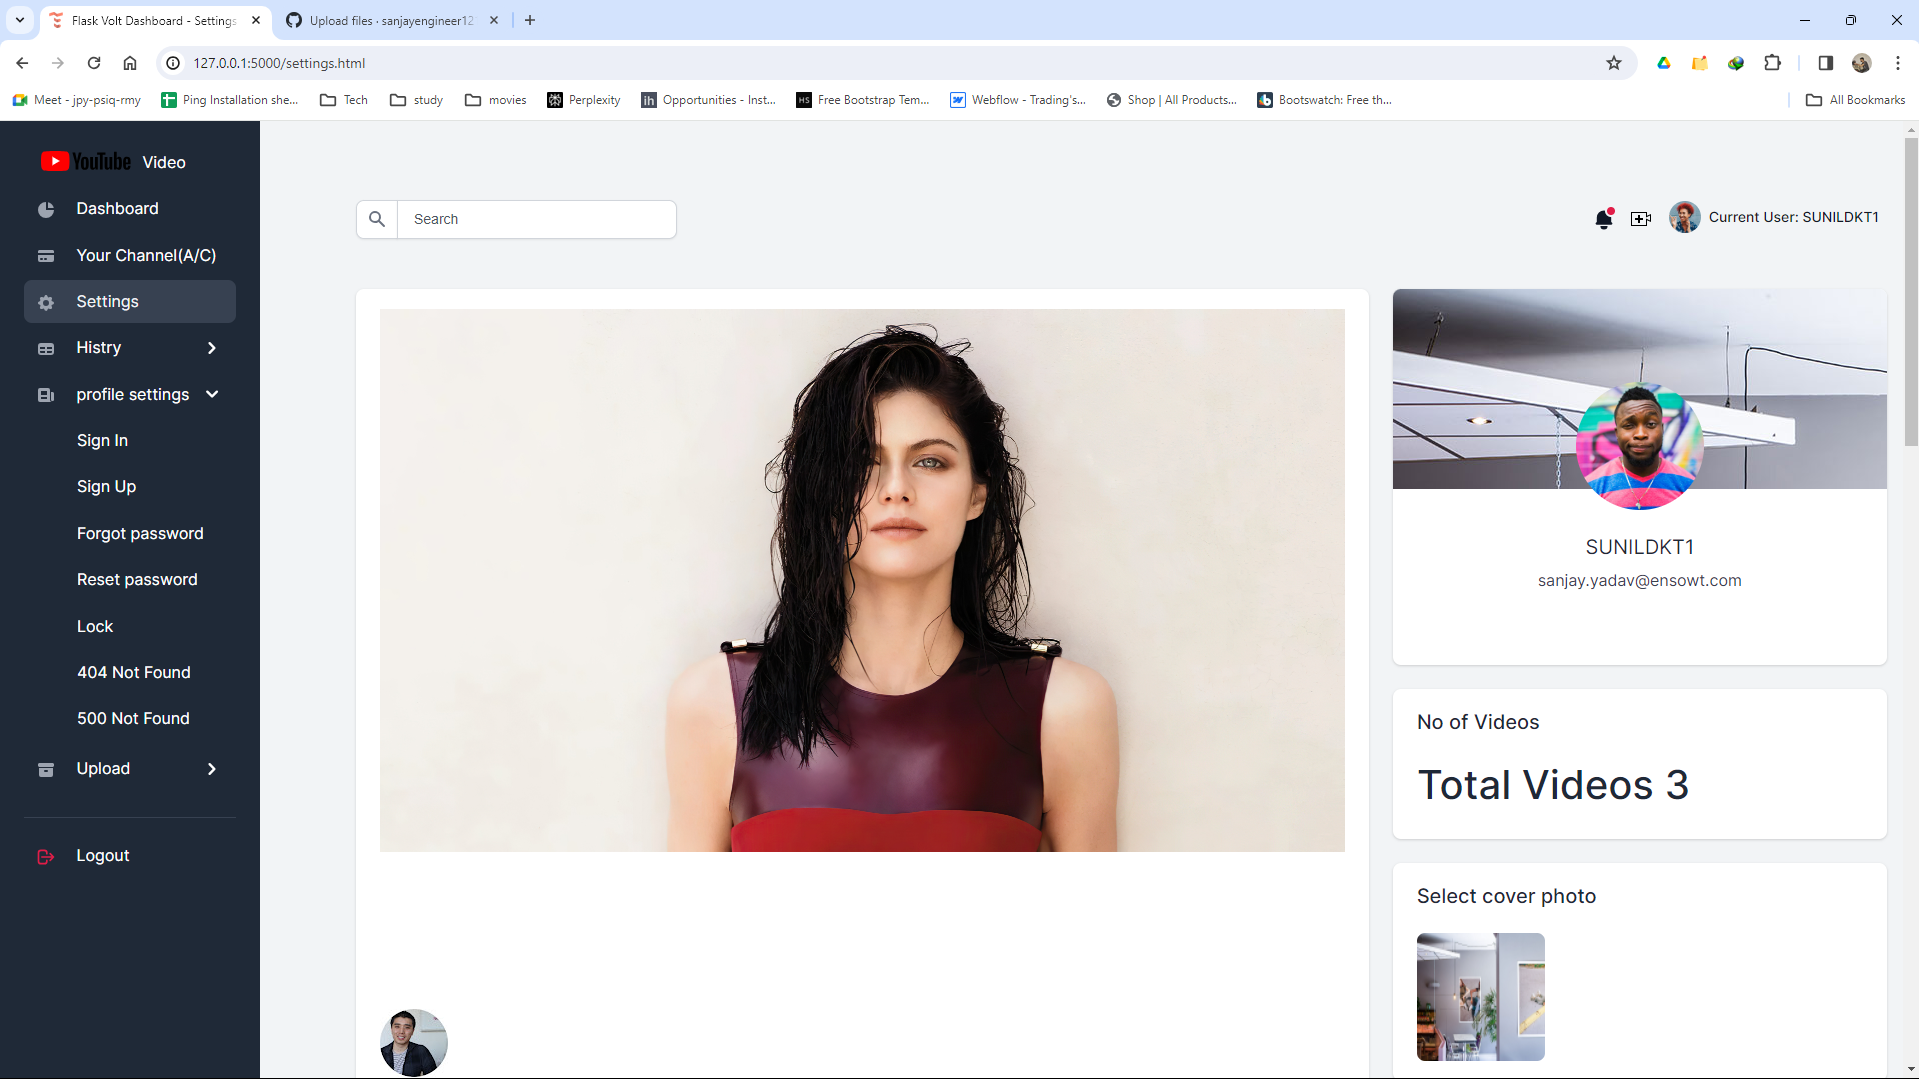 Flask Volt Dashboard - Settings
Upload files · sanjayengineer12
127.0.0.1:5000/settings.html
Meet - jpy-psiq-rmy
Ping Installation she...
Tech
study
movies
Perplexity
ih
Opportunities - Inst...
HS
Free Bootstrap Tem...
Webflow - Trading's...
Shop | All Products...
Bootswatch: Free th...
All Bookmarks
YouTube Video
Dashboard
Your Channel(A/C)
Settings
Histry
profile settings
Sign In
Sign Up
Forgot password
Reset password
Lock
404 Not Found
500 Not Found
Upload
Logout
Search
Current User: SUNILDKT1
SUNILDKT1
sanjay.yadav@ensowt.com
No of Videos
Total Videos 3
Select cover photo